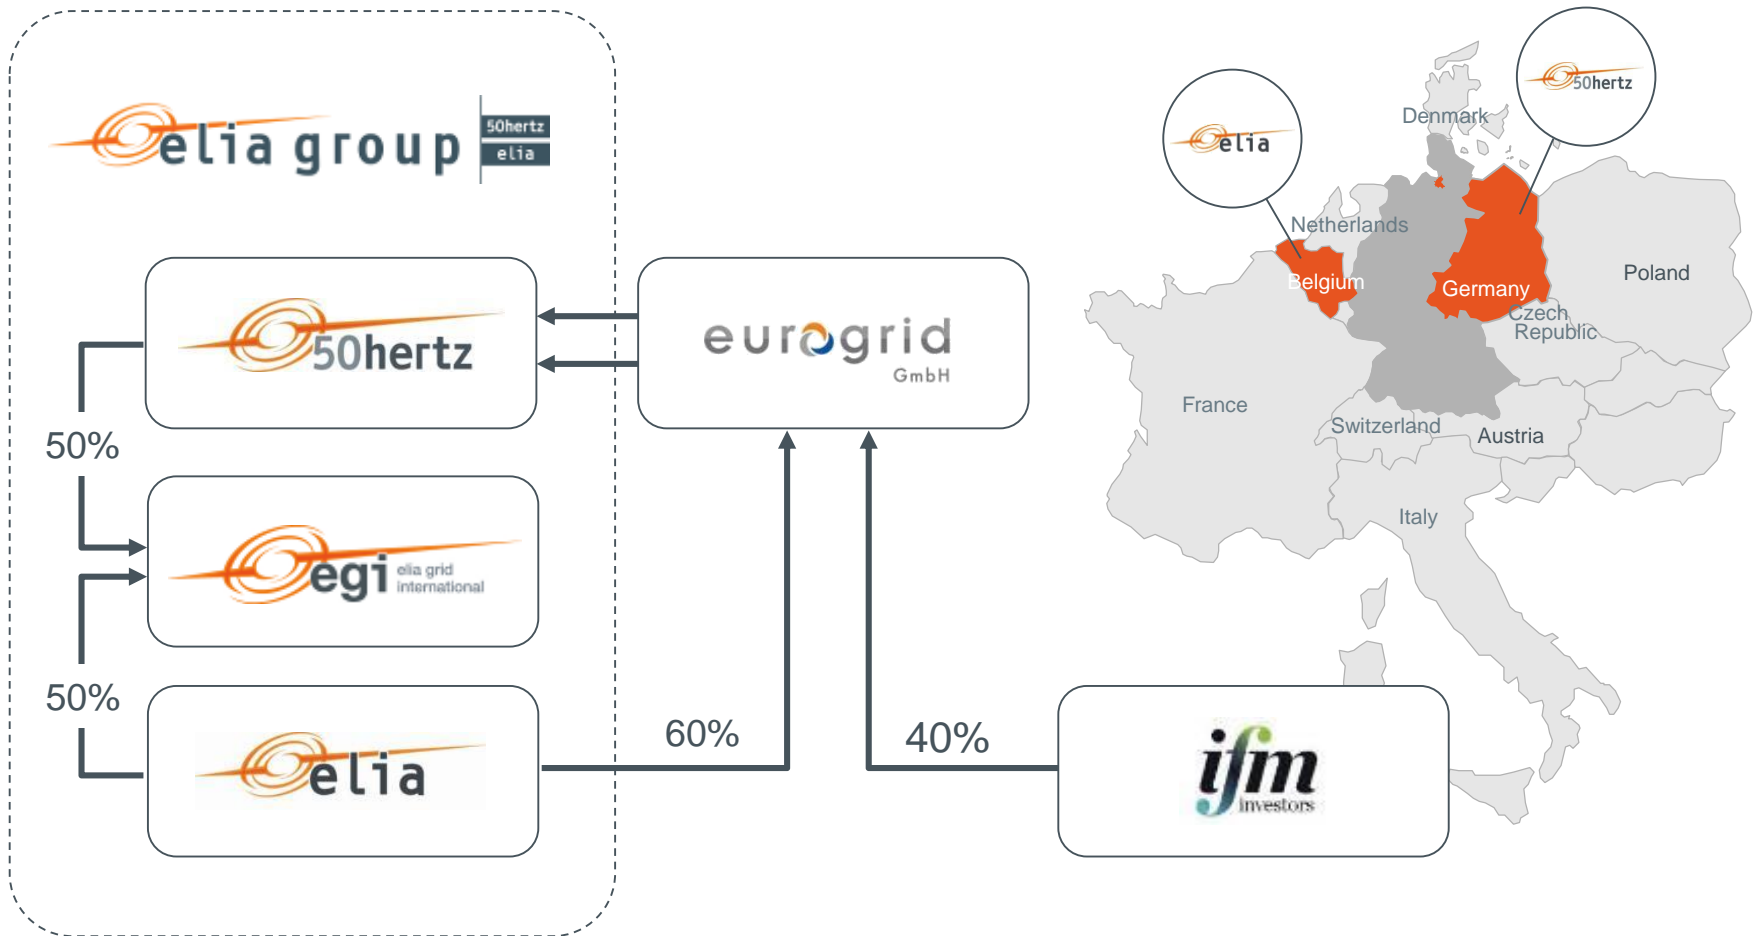 elia group
50hertz
elia
50hertz
eurogrid
GmbH
50%
egi
elia grid
international
50%
elia
60%
40%
ifm
investors
elia
50hertz
Denmark
Netherlands
Belgium
Germany
Poland
Czech
Republic
France
Switzerland
Austria
Italy